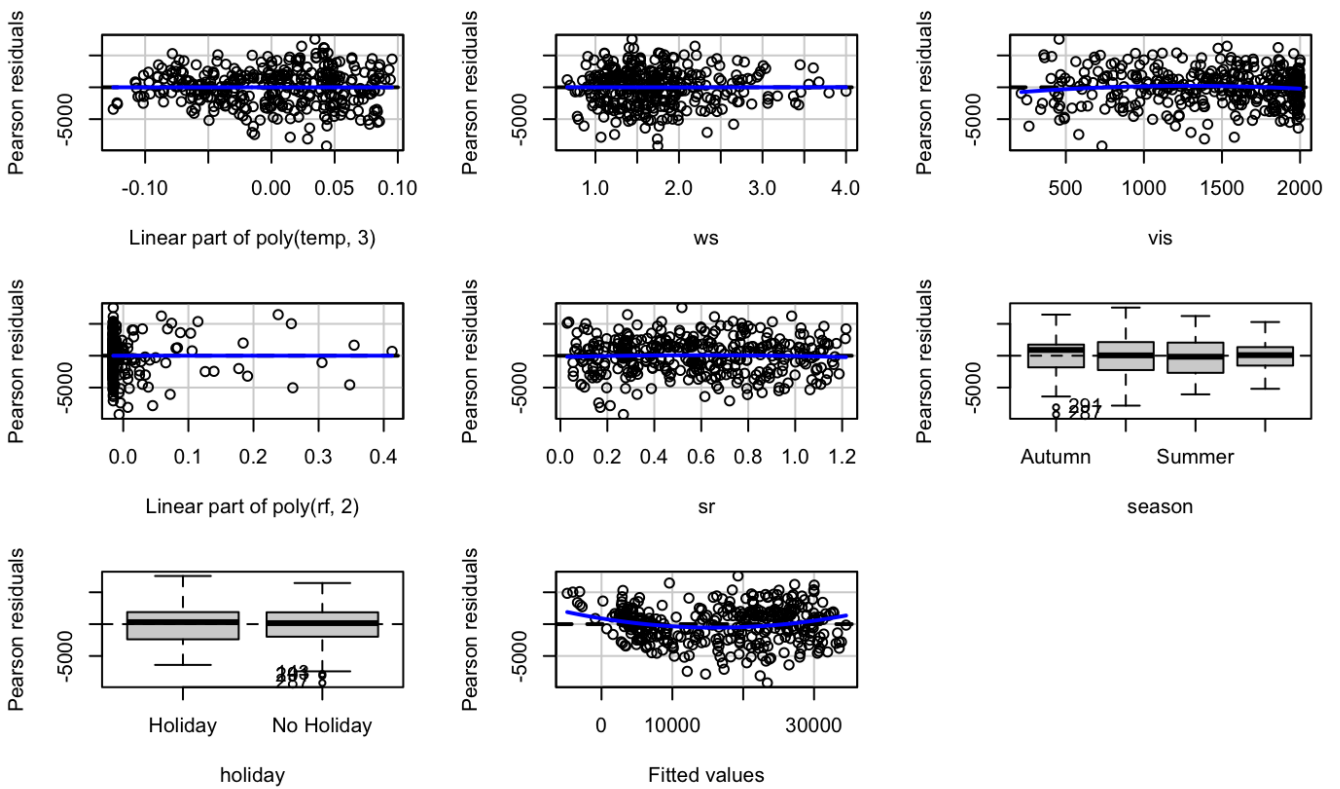 Pearson residuals
-5000
-0.10 0.00 0.05 0.10
Linear part of poly(temp, 3)
Pearson residuals
-5000
1.0 2.0 3.0 4.0
ws
Pearson residuals
-5000
500 1000 1500 2000
vis
Pearson residuals
-5000
0.0 0.1 0.2 0.3 0.4
Linear part of poly(rf, 2)
Pearson residuals
-5000
0.0 0.2 0.4 0.6 0.8 1.0 1.2
sr
Pearson residuals
-5000
291
287
Autumn Summer
season
Pearson residuals
-5000
287
Holiday No Holiday
holiday
Pearson residuals
-5000
0 10000 30000
Fitted values